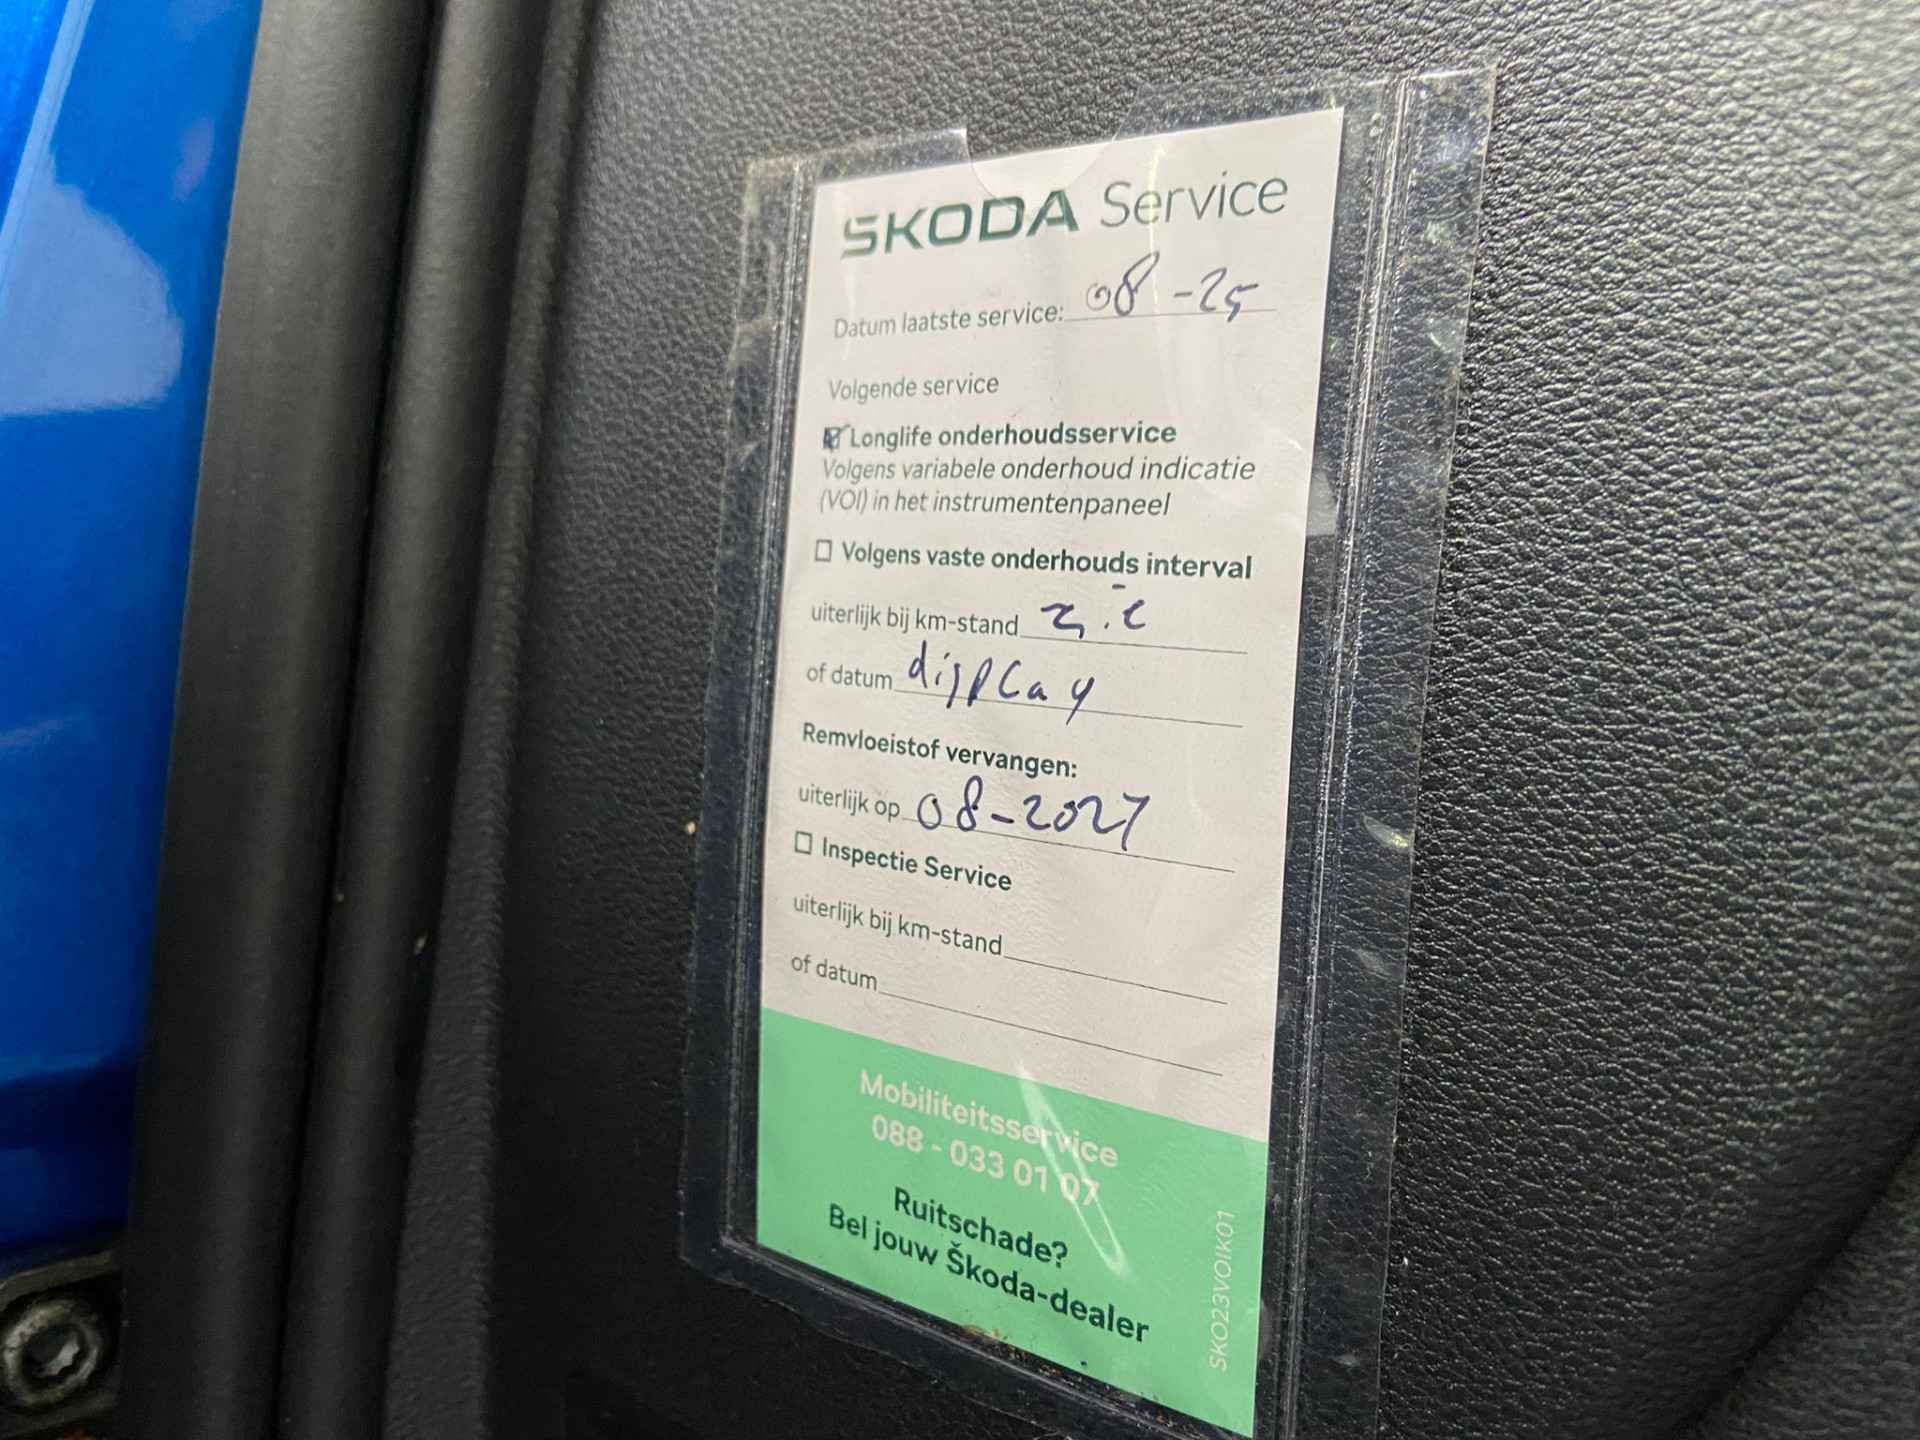 ŠKODA Service
Datum laatste service: 08-25
Volgende service
Longlife onderhoudsservice
Volgens variabele onderhoud indicatie
(VOI) in het instrumentenpaneel
Volgens vaste onderhouds interval
uiterlijk bij km-stand zie
of datum display
Remvloeistof vervangen:
uiterlijk op 08-2027
Inspectie Service
uiterlijk bij km-stand
of datum
Mobiliteitsservice
088 - 033 01 07
Ruitschade?
Bel jouw Škoda-dealer
SKO23VOIK01